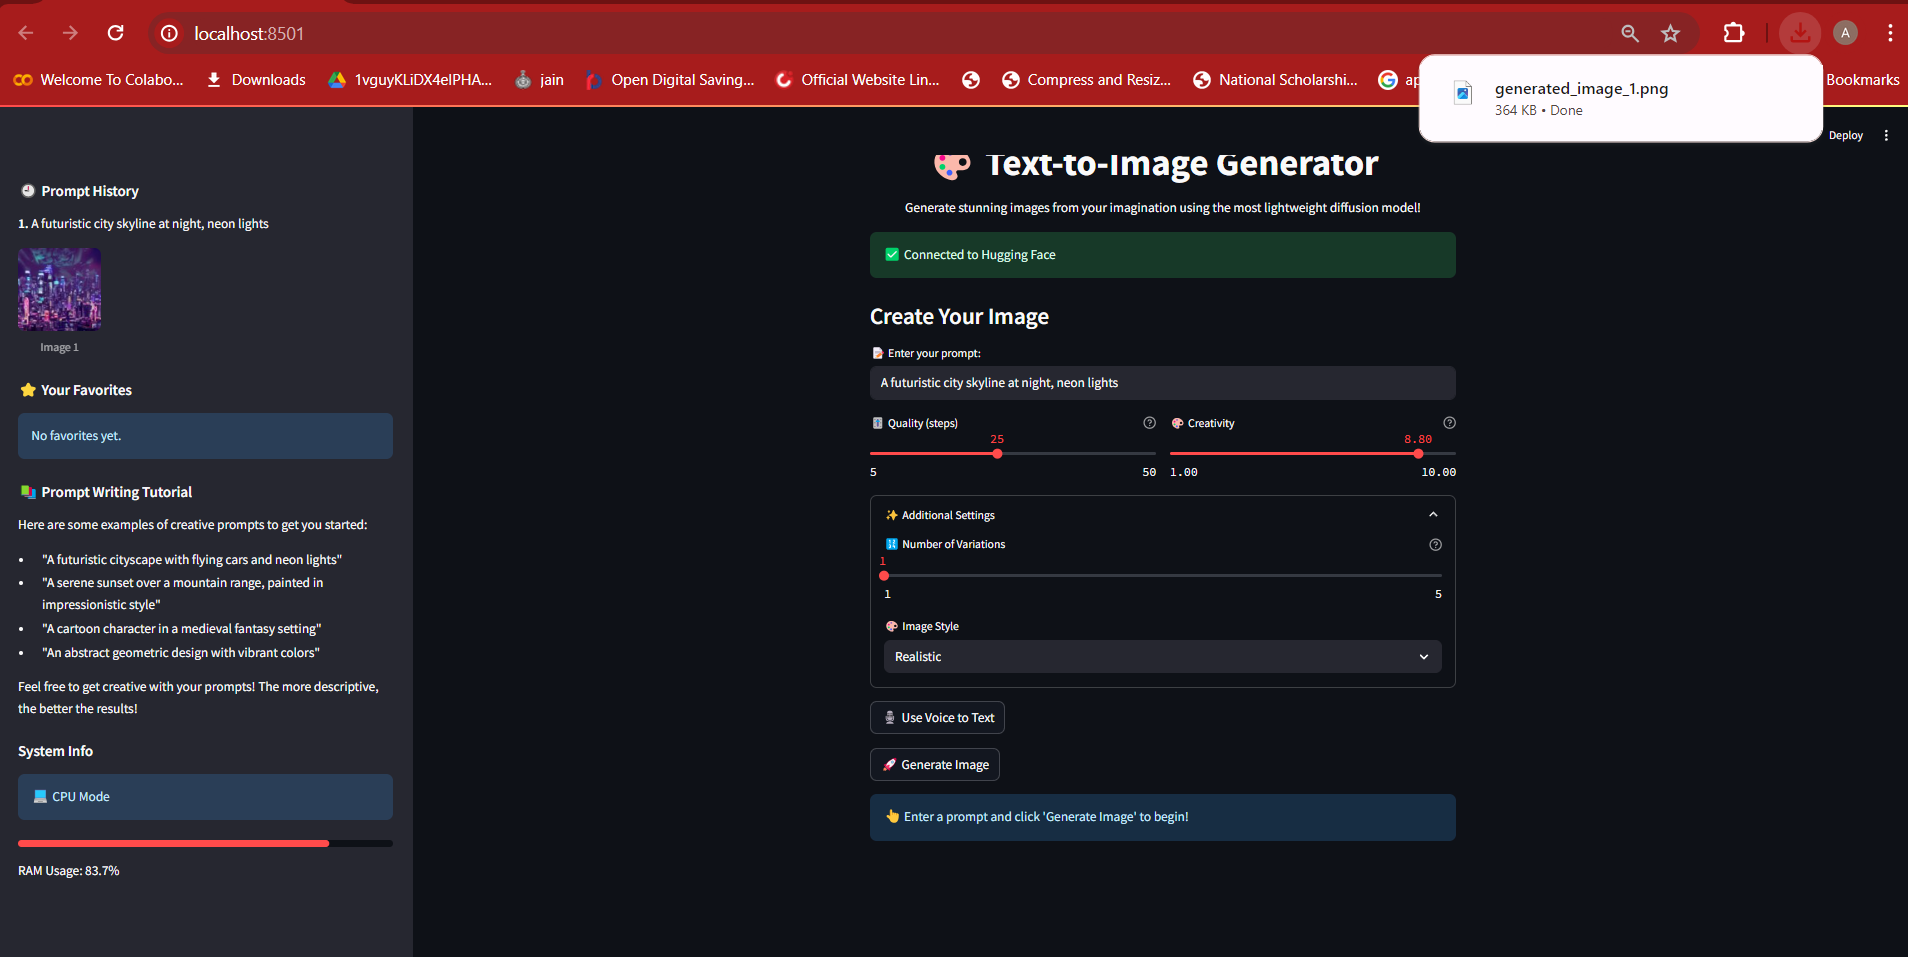 localhost:8501
A
Welcome To Colabo...
Downloads
1vguyKLiDX4elPHA...
jain
Open Digital Saving...
Official Website Lin...
Compress and Resiz...
National Scholarshi...
ap
Bookmarks
generated_image_1.png
364 KB • Done
Deploy
Prompt History
1. A futuristic city skyline at night, neon lights
Image 1
Your Favorites
No favorites yet.
Prompt Writing Tutorial
Here are some examples of creative prompts to get you started:
• "A futuristic cityscape with flying cars and neon lights"
• "A serene sunset over a mountain range, painted in
impressionistic style"
• "A cartoon character in a medieval fantasy setting"
• "An abstract geometric design with vibrant colors"
Feel free to get creative with your prompts! The more descriptive,
the better the results!
System Info
CPU Mode
RAM Usage: 83.7%
Text-to-Image Generator
Generate stunning images from your imagination using the most lightweight diffusion model!
Connected to Hugging Face
Create Your Image
Enter your prompt:
A futuristic city skyline at night, neon lights
Quality (steps)
25
5 50
Creativity
8.80
1.00 10.00
Additional Settings
Number of Variations
1
1 5
Image Style
Realistic
Use Voice to Text
Generate Image
Enter a prompt and click 'Generate Image' to begin!